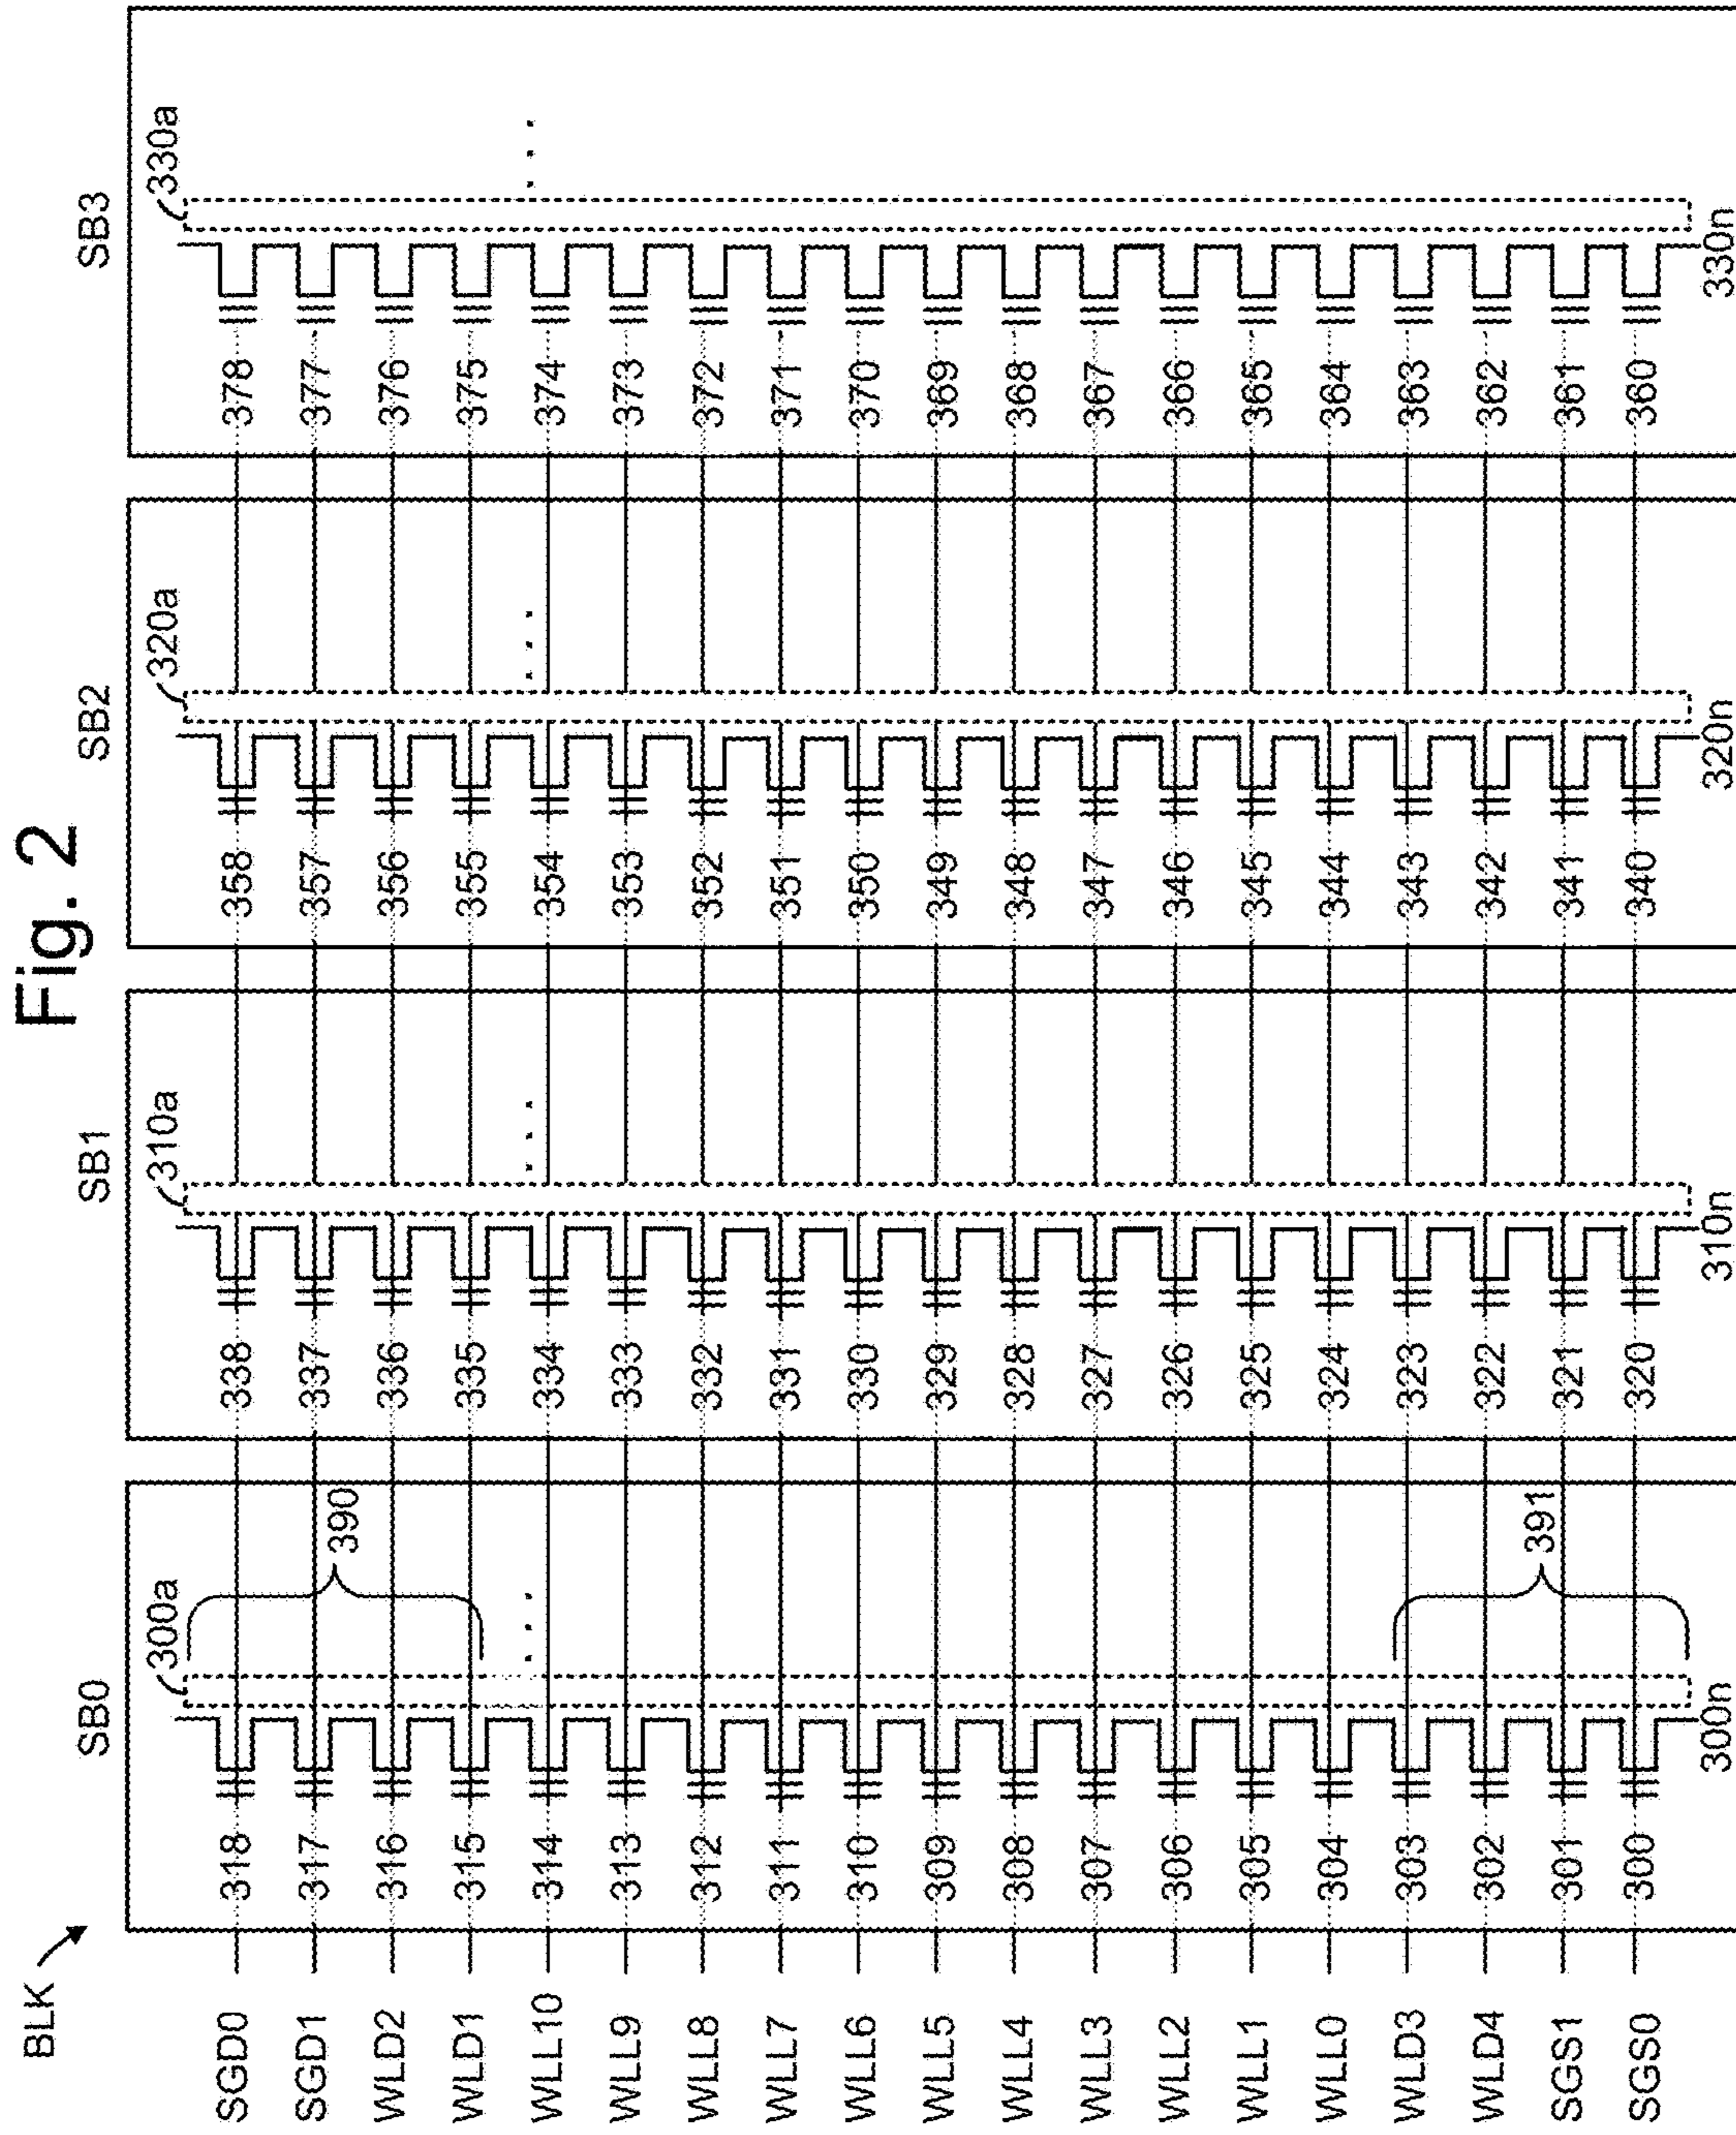 Fig. 2
BLK
SB0 SB1 SB2 SB3
300a 310a 320a 330a
SGD0 318 338 358 378
SGD1 317 337 357 377
390
WLD2 316 336 356 376
WLD1 315 335 355 375
... ... ... ...
WLL10 314 334 354 374
WLL9 313 333 353 373
WLL8 312 332 352 372
WLL7 311 331 351 371
WLL6 310 330 350 370
WLL5 309 329 349 369
WLL4 308 328 348 368
WLL3 307 327 347 367
WLL2 306 326 346 366
WLL1 305 325 345 365
WLL0 304 324 344 364
WLD3 303 323 343 363
WLD4 302 322 342 362
391
SGS1 301 321 341 361
SGS0 300 320 340 360
300n 310n 320n 330n